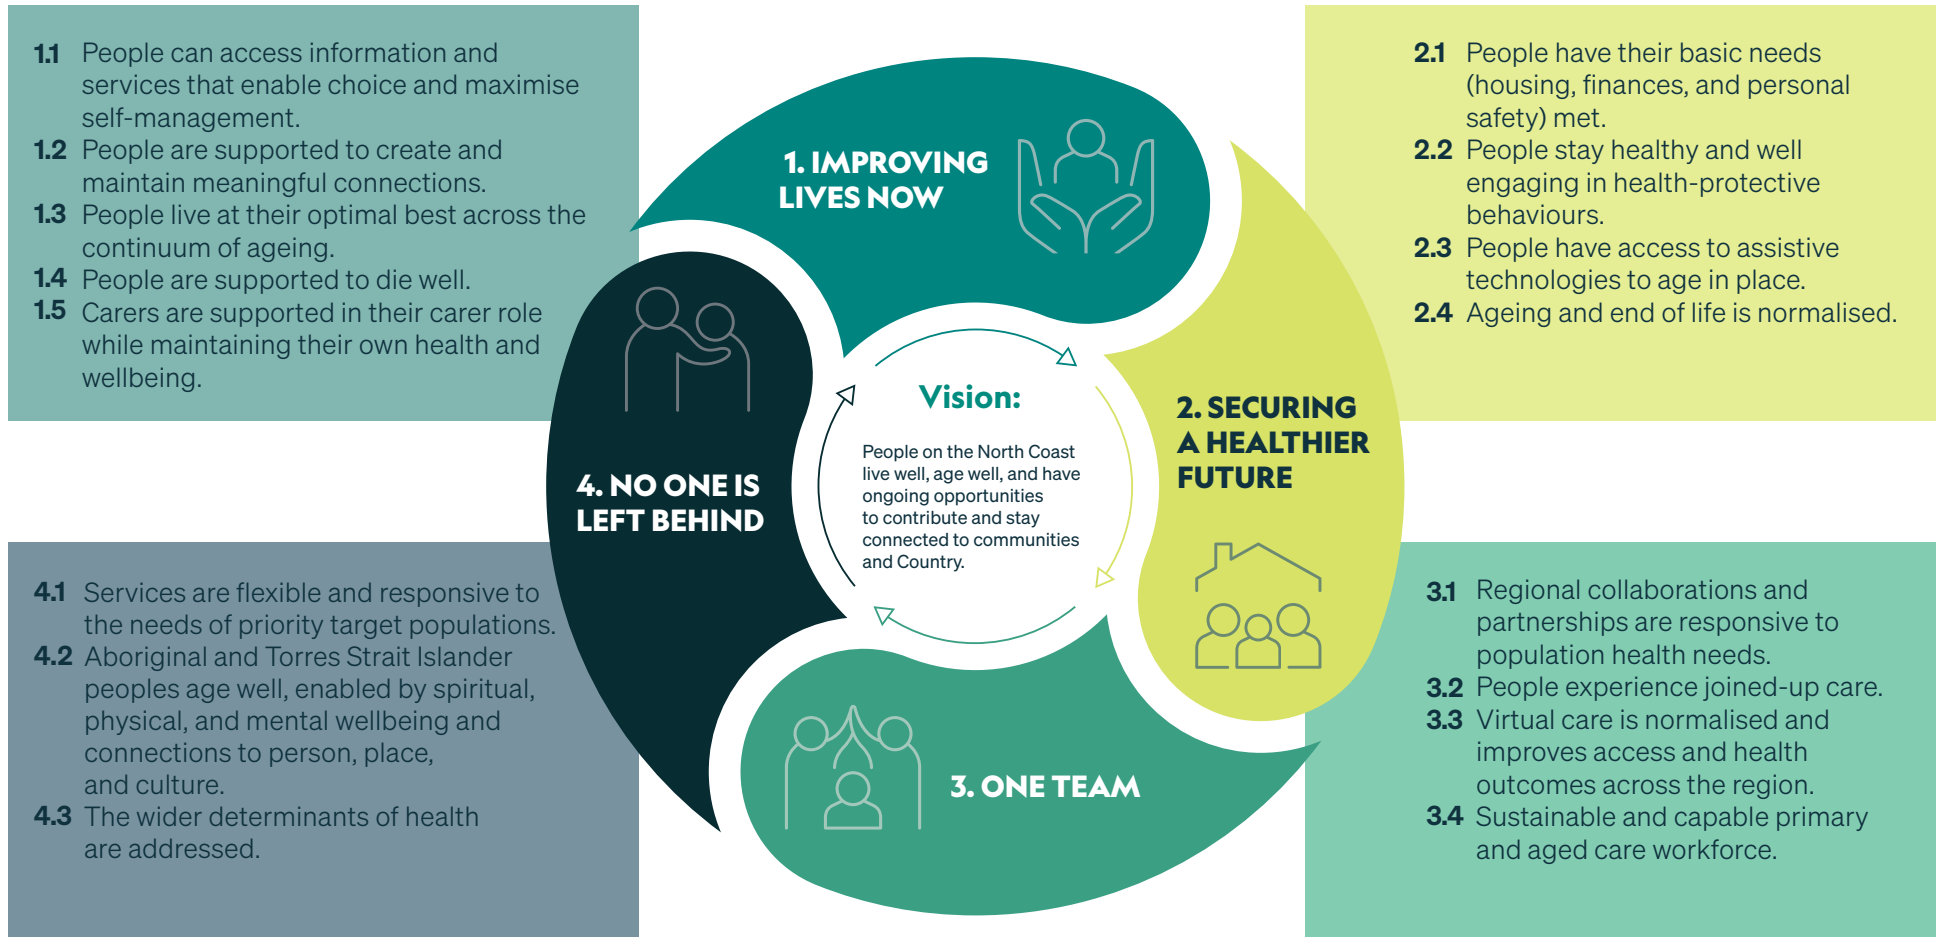 1.1 People can access information and
services that enable choice and maximise
self-management.
1.2 People are supported to create and
maintain meaningful connections.
1.3 People live at their optimal best across the
continuum of ageing.
1.4 People are supported to die well.
1.5 Carers are supported in their carer role
while maintaining their own health and
wellbeing.
1. IMPROVING
LIVES NOW
2.1 People have their basic needs
(housing, finances, and personal
safety) met.
2.2 People stay healthy and well
engaging in health-protective
behaviours.
2.3 People have access to assistive
technologies to age in place.
2.4 Ageing and end of life is normalised.
Vision:
People on the North Coast
live well, age well, and have
ongoing opportunities
to contribute and stay
connected to communities
and Country.
2. SECURING
A HEALTHIER
FUTURE
4. NO ONE IS
LEFT BEHIND
4.1 Services are flexible and responsive to
the needs of priority target populations.
4.2 Aboriginal and Torres Strait Islander
peoples age well, enabled by spiritual,
physical, and mental wellbeing and
connections to person, place,
and culture.
4.3 The wider determinants of health
are addressed.
3. ONE TEAM
3.1 Regional collaborations and
partnerships are responsive to
population health needs.
3.2 People experience joined-up care.
3.3 Virtual care is normalised and
improves access and health
outcomes across the region.
3.4 Sustainable and capable primary
and aged care workforce.